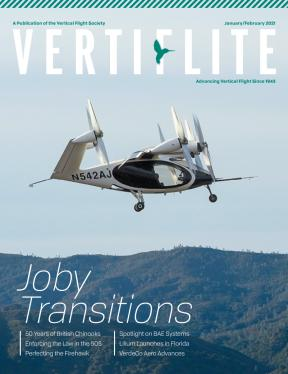 A Publication of the Vertical Flight Society
January/February 2021
VERTIFLITE
Advancing Vertical Flight Since 1943
N542AJ
Joby
Transitions
50 Years of British Chinooks
Enforcing the Law in the 505
Perfecting the Firehawk
Spotlight on BAE Systems
Lilium Launches in Florida
VerdeGo Aero Advances